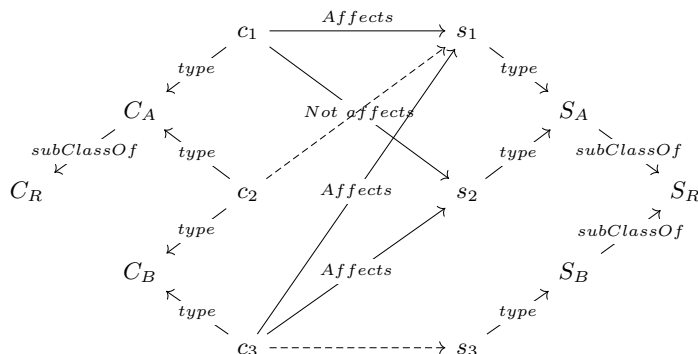 Affects
c₁ s₁
type type
C_A Not affects S_A
subClassOf type type subClassOf
C_R c₂ Affects s₂ S_R
type subClassOf
C_B Affects S_B
type type
c₃ s₃